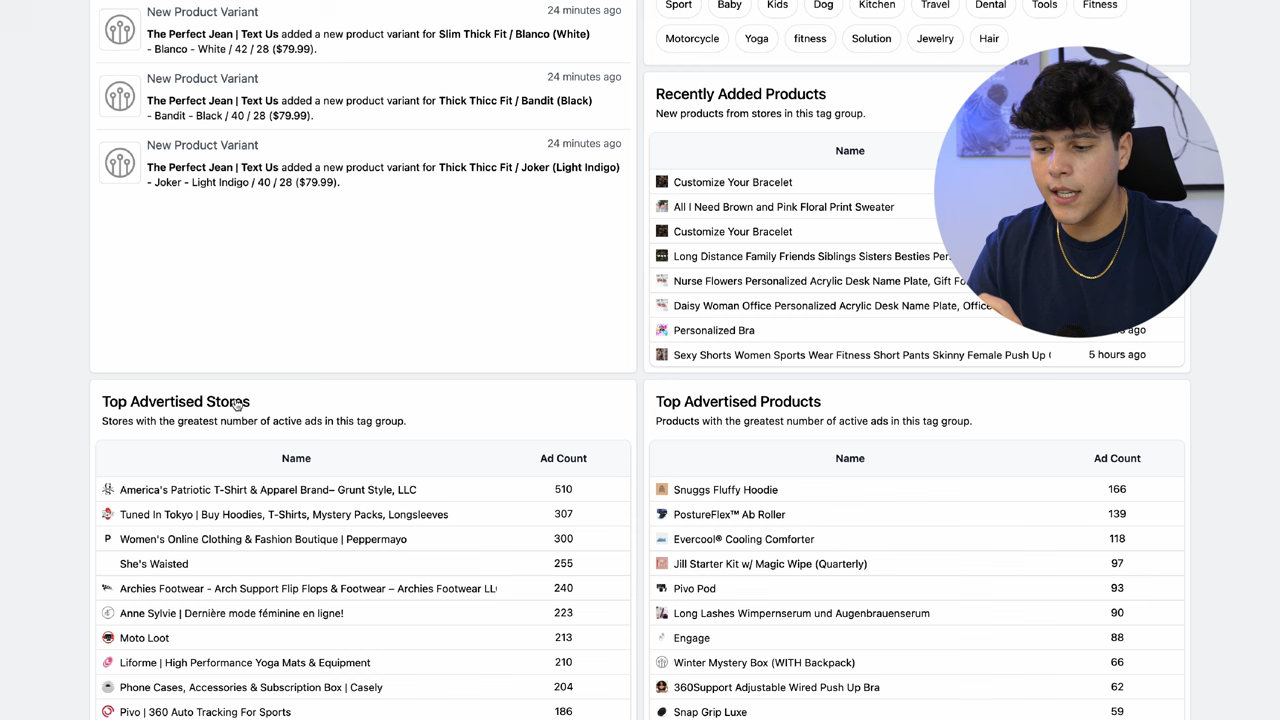 New Product Variant
24 minutes ago
The Perfect Jean | Text Us added a new product variant for Slim Thick Fit / Blanco (White)
- Blanco - White / 42 / 28 ($79.99).
New Product Variant
24 minutes ago
The Perfect Jean | Text Us added a new product variant for Thick Thicc Fit / Bandit (Black)
- Bandit - Black / 40 / 28 ($79.99).
New Product Variant
24 minutes ago
The Perfect Jean | Text Us added a new product variant for Thick Thicc Fit / Joker (Light Indigo)
- Joker - Light Indigo / 40 / 28 ($79.99).
Sport Baby Kids Dog Kitchen Travel Dental Tools Fitness
Motorcycle Yoga fitness Solution Jewelry Hair
Recently Added Products
New products from stores in this tag group.
Name
Customize Your Bracelet
All I Need Brown and Pink Floral Print Sweater
Customize Your Bracelet
Long Distance Family Friends Siblings Sisters Besties
Nurse Flowers Personalized Acrylic Desk Name Plate, Gift
Daisy Woman Office Personalized Acrylic Desk Name Plate,
Personalized Bra ago
Sexy Shorts Women Sports Wear Fitness Short Pants Skinny Female Push Up 5 hours ago
Top Advertised Stores
Stores with the greatest number of active ads in this tag group.
Name Ad Count
America's Patriotic T-Shirt & Apparel Brand– Grunt Style, LLC 510
Tuned In Tokyo | Buy Hoodies, T-Shirts, Mystery Packs, Longsleeves 307
P Women's Online Clothing & Fashion Boutique | Peppermayo 300
She's Waisted 255
Archies Footwear - Arch Support Flip Flops & Footwear – Archies Footwear 240
Anne Sylvie | Dernière mode féminine en ligne! 223
Moto Loot 213
Liforme | High Performance Yoga Mats & Equipment 210
Phone Cases, Accessories & Subscription Box | Casely 204
Pivo | 360 Auto Tracking For Sports 186
Top Advertised Products
Products with the greatest number of active ads in this tag group.
Name Ad Count
Snuggs Fluffy Hoodie 166
PostureFlex™ Ab Roller 139
Evercool® Cooling Comforter 118
Jill Starter Kit w/ Magic Wipe (Quarterly) 97
Pivo Pod 93
Long Lashes Wimpernserum und Augenbrauenserum 90
Engage 88
Winter Mystery Box (WITH Backpack) 66
360Support Adjustable Wired Push Up Bra 62
Snap Grip Luxe 59